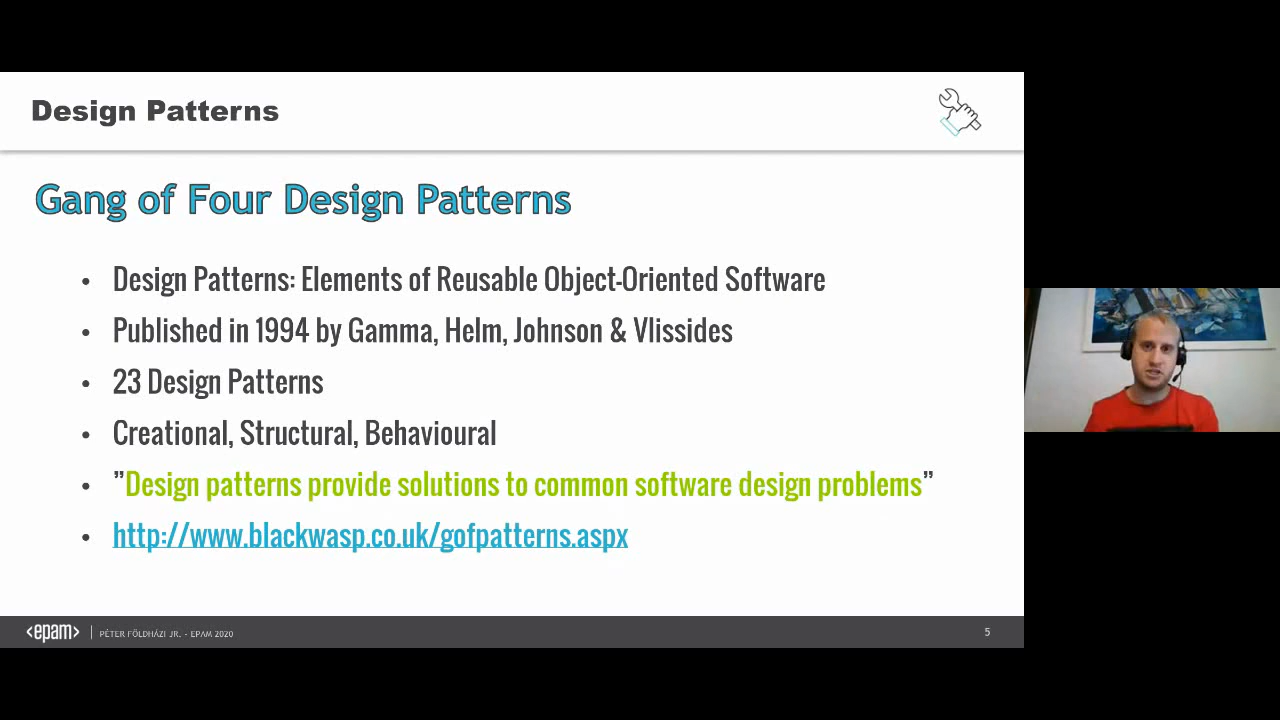 Design Patterns
Gang of Four Design Patterns
• Design Patterns: Elements of Reusable Object-Oriented Software
• Published in 1994 by Gamma, Helm, Johnson & Vlissides
• 23 Design Patterns
• Creational, Structural, Behavioural
• ”Design patterns provide solutions to common software design problems”
• http://www.blackwasp.co.uk/gofpatterns.aspx
<epam> | PÉTER FÖLDHÁZI JR. - EPAM 2020
5